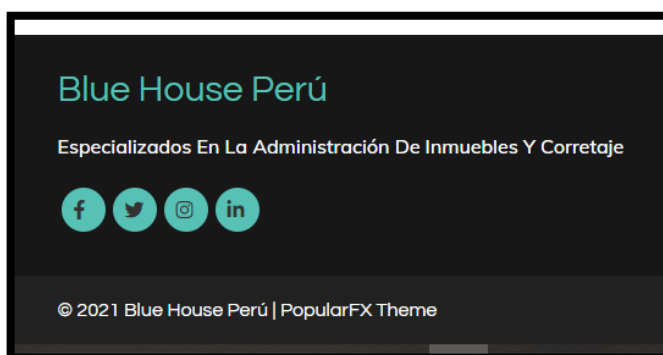 Blue House Perú
Especializados En La Administración De Inmuebles Y Corretaje
© 2021 Blue House Perú | PopularFX Theme